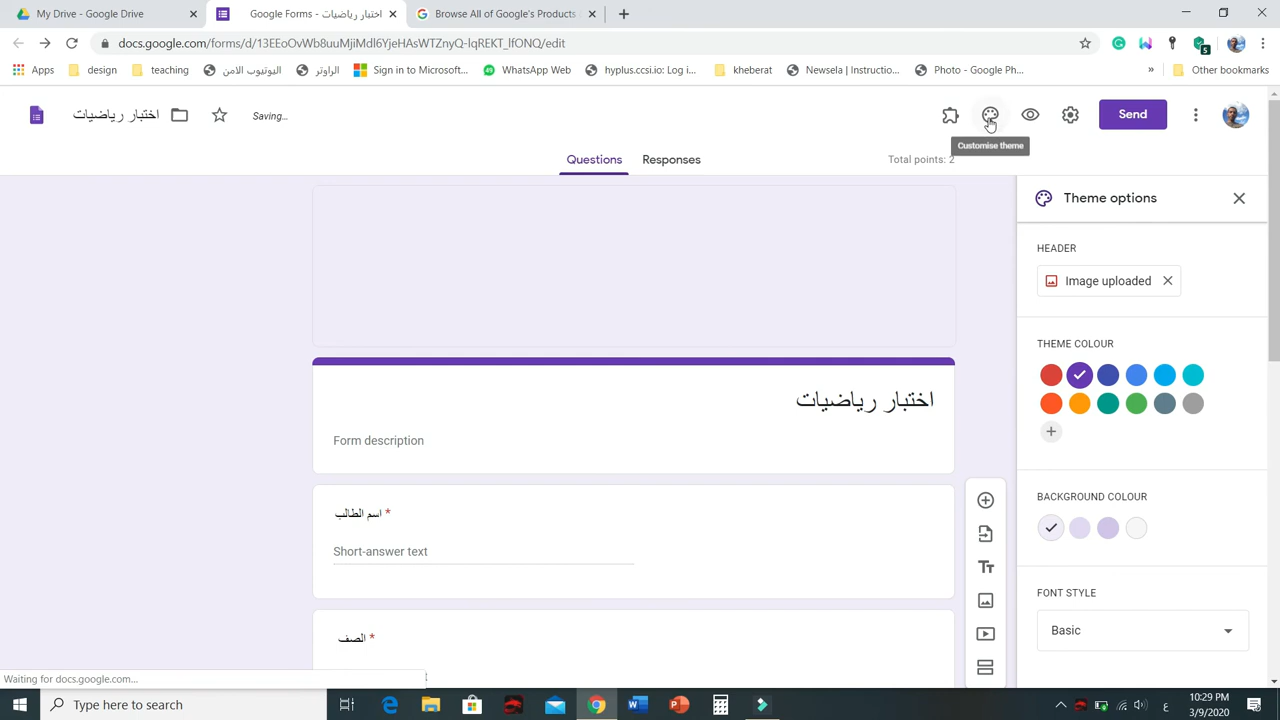 My Drive - Google Drive
Google Forms - اختبار رياضيات
Browse All of Google's Products
docs.google.com/forms/d/13EEoOvWb8uuMjiMdl6YjeHAsWTZnyQ-lqREKT_lfONQ/edit
Apps
design
teaching
اليوتيوب الامن
الراوتر
Sign in to Microsoft...
WhatsApp Web
hyplus.ccsi.io: Log i...
kheberat
Newsela | Instructio...
Photo - Google Ph...
»
Other bookmarks
اختبار رياضيات
Saving...
Send
Customise theme
Questions
Responses
Total points: 2
Theme options
HEADER
Image uploaded
THEME COLOUR
اختبار رياضيات
Form description
BACKGROUND COLOUR
اسم الطالب *
Short-answer text
Tт
FONT STYLE
Basic
الصف *
Waiting for docs.google.com...
Type here to search
ع
10:29 PM
3/9/2020